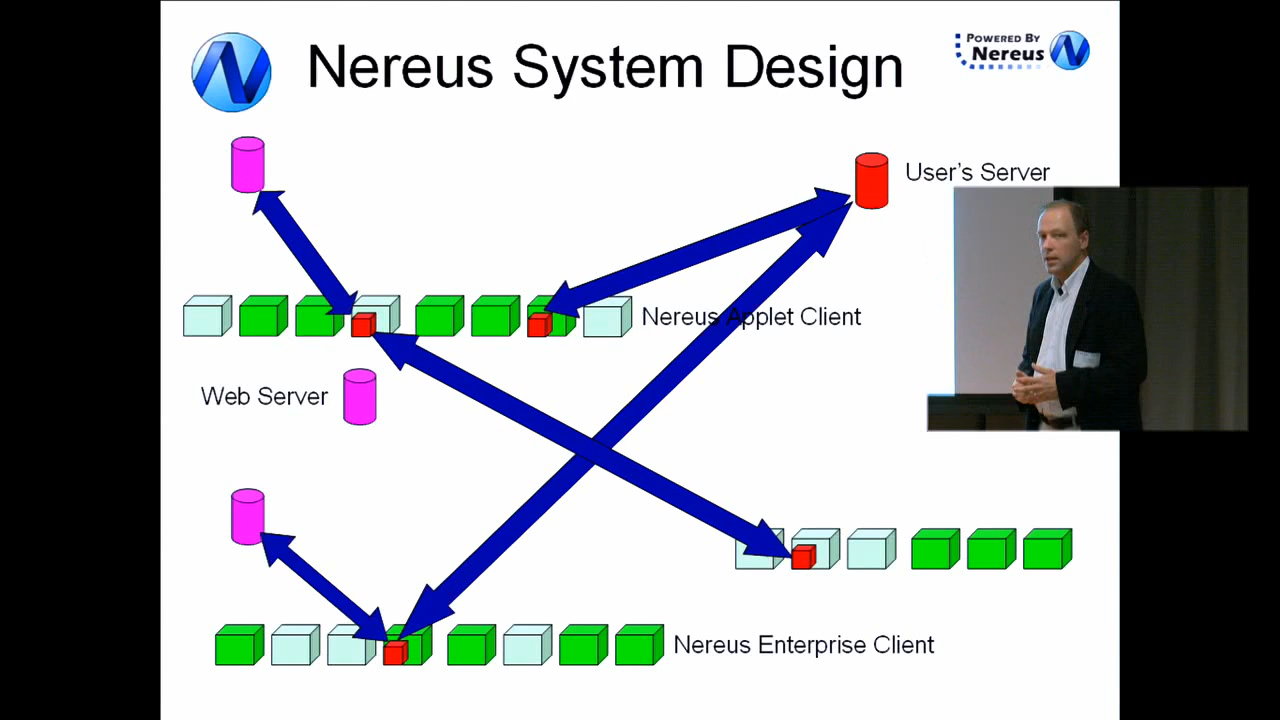 Nereus System Design
POWERED BY
Nereus
User's Server
Nereus Applet Client
Web Server
Nereus Enterprise Client